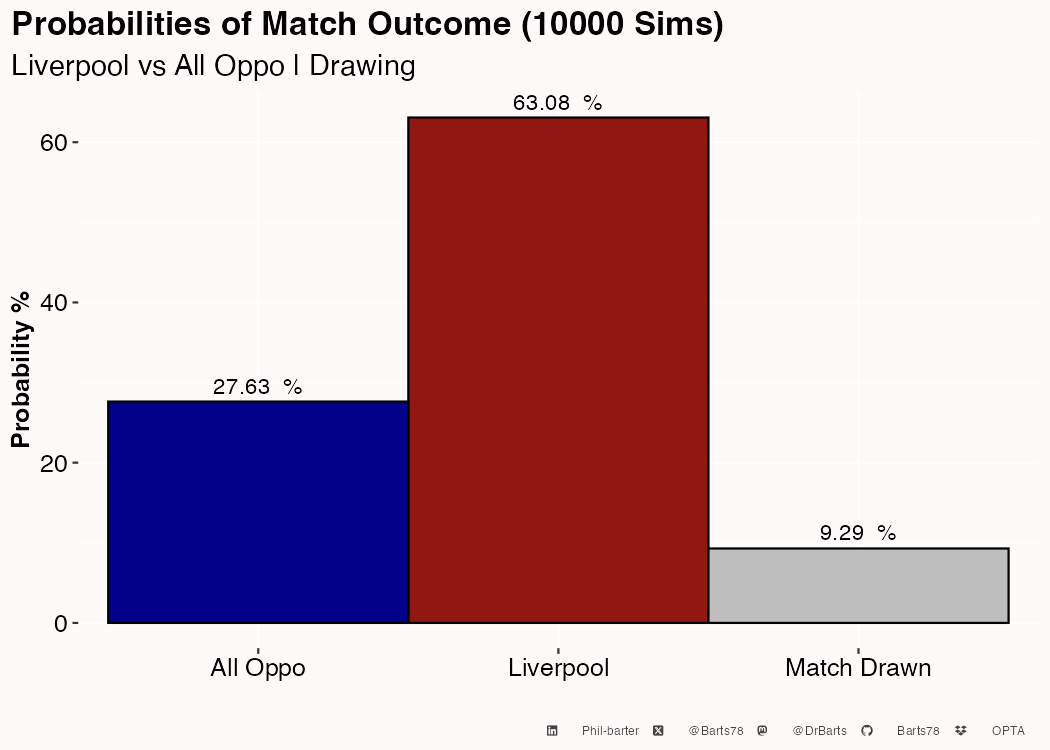 Probabilities of Match Outcome (10000 Sims)
Liverpool vs All Oppo | Drawing
63.08 %
60
40
27.63 %
Probability %
20
9.29 %
0
All Oppo Liverpool Match Drawn
Phil-barter @Barts78 @DrBarts Barts78 OPTA